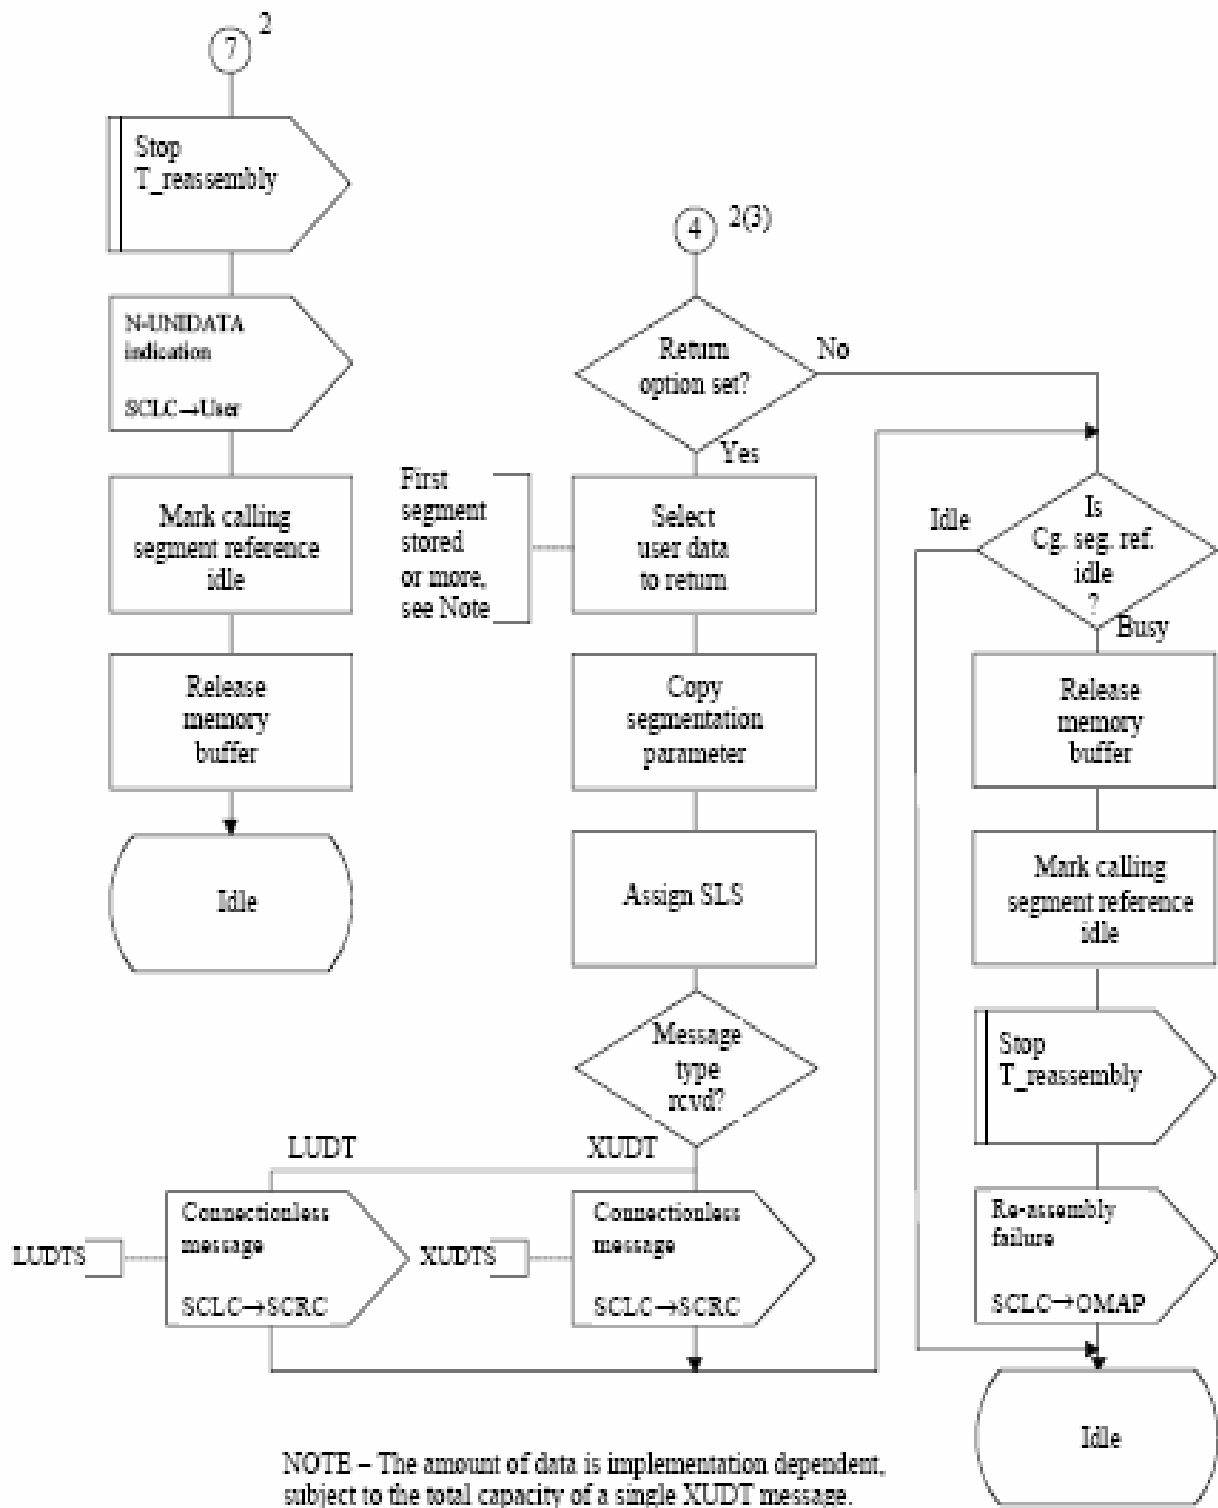 7
2
Stop
T_reassembly
N-UNIDATA
indication
SCLC→User
Mark calling
segment reference
idle
Release
memory
buffer
Idle
4
2(3)
Return
option set?
No
Yes
First
segment
stored
or more,
see Note
Select
user data
to return
Copy
segmentation
parameter
Assign SLS
Message
type
rcvd?
LUDT
XUDT
LUDTS
Connectionless
message
SCLC→SCRC
XUDTS
Connectionless
message
SCLC→SCRC
Idle
Is
Cg. seg. ref.
idle
?
Busy
Release
memory
buffer
Mark calling
segment reference
idle
Stop
T_reassembly
Re-assembly
failure
SCLC→OMAP
Idle
NOTE – The amount of data is implementation dependent,
subject to the total capacity of a single XUDT message.